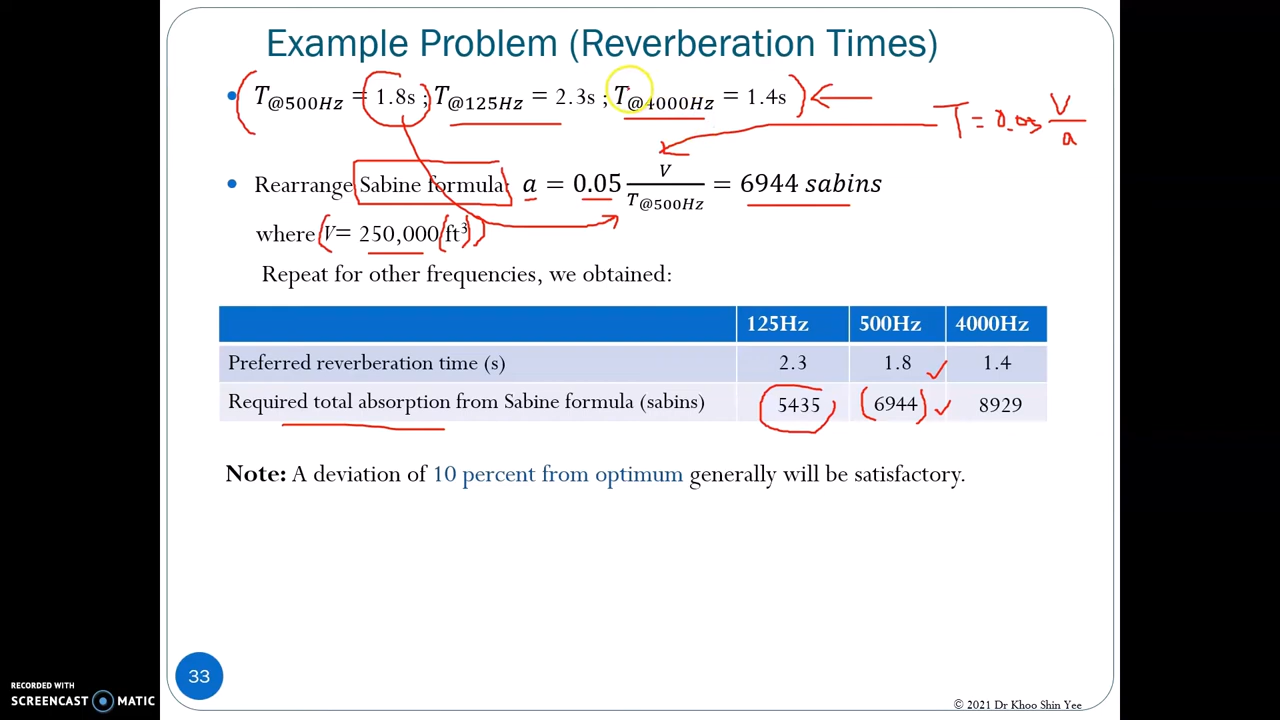 Example Problem (Reverberation Times)
• T@500Hz = 1.8s ; T@125Hz = 2.3s ; T@4000Hz = 1.4s
T = 0.05 V/a
• Rearrange Sabine formula: a = 0.05 V/T@500Hz = 6944 sabins
where V= 250,000 (ft³)
Repeat for other frequencies, we obtained:
125Hz 500Hz 4000Hz
Preferred reverberation time (s) 2.3 1.8 1.4
Required total absorption from Sabine formula (sabins) 5435 6944 8929
Note: A deviation of 10 percent from optimum generally will be satisfactory.
33
RECORDED WITH
SCREENCAST MATIC
© 2021 Dr Khoo Shin Yee